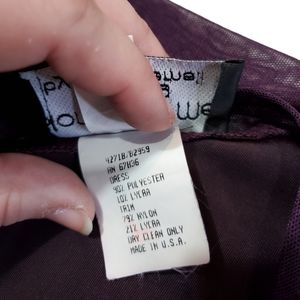 42718/82959
RN 67836
DRESS
90% POLYESTER
10% LYCRA
TRIM
79% NYLON
21% LYCRA
DRY CLEAN ONLY
MADE IN U.S.A.